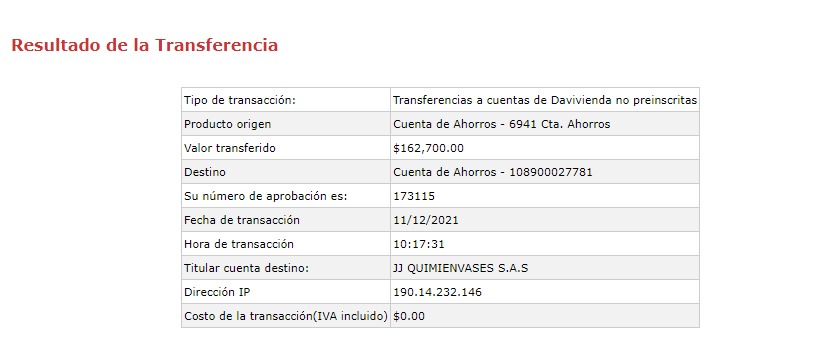 Resultado de la Transferencia
Tipo de transacción: Transferencias a cuentas de Davivienda no preinscritas
Producto origen Cuenta de Ahorros - 6941 Cta. Ahorros
Valor transferido $162,700.00
Destino Cuenta de Ahorros - 108900027781
Su número de aprobación es: 173115
Fecha de transacción 11/12/2021
Hora de transacción 10:17:31
Titular cuenta destino: JJ QUIMIENVASES S.A.S
Dirección IP 190.14.232.146
Costo de la transacción(IVA incluido) $0.00